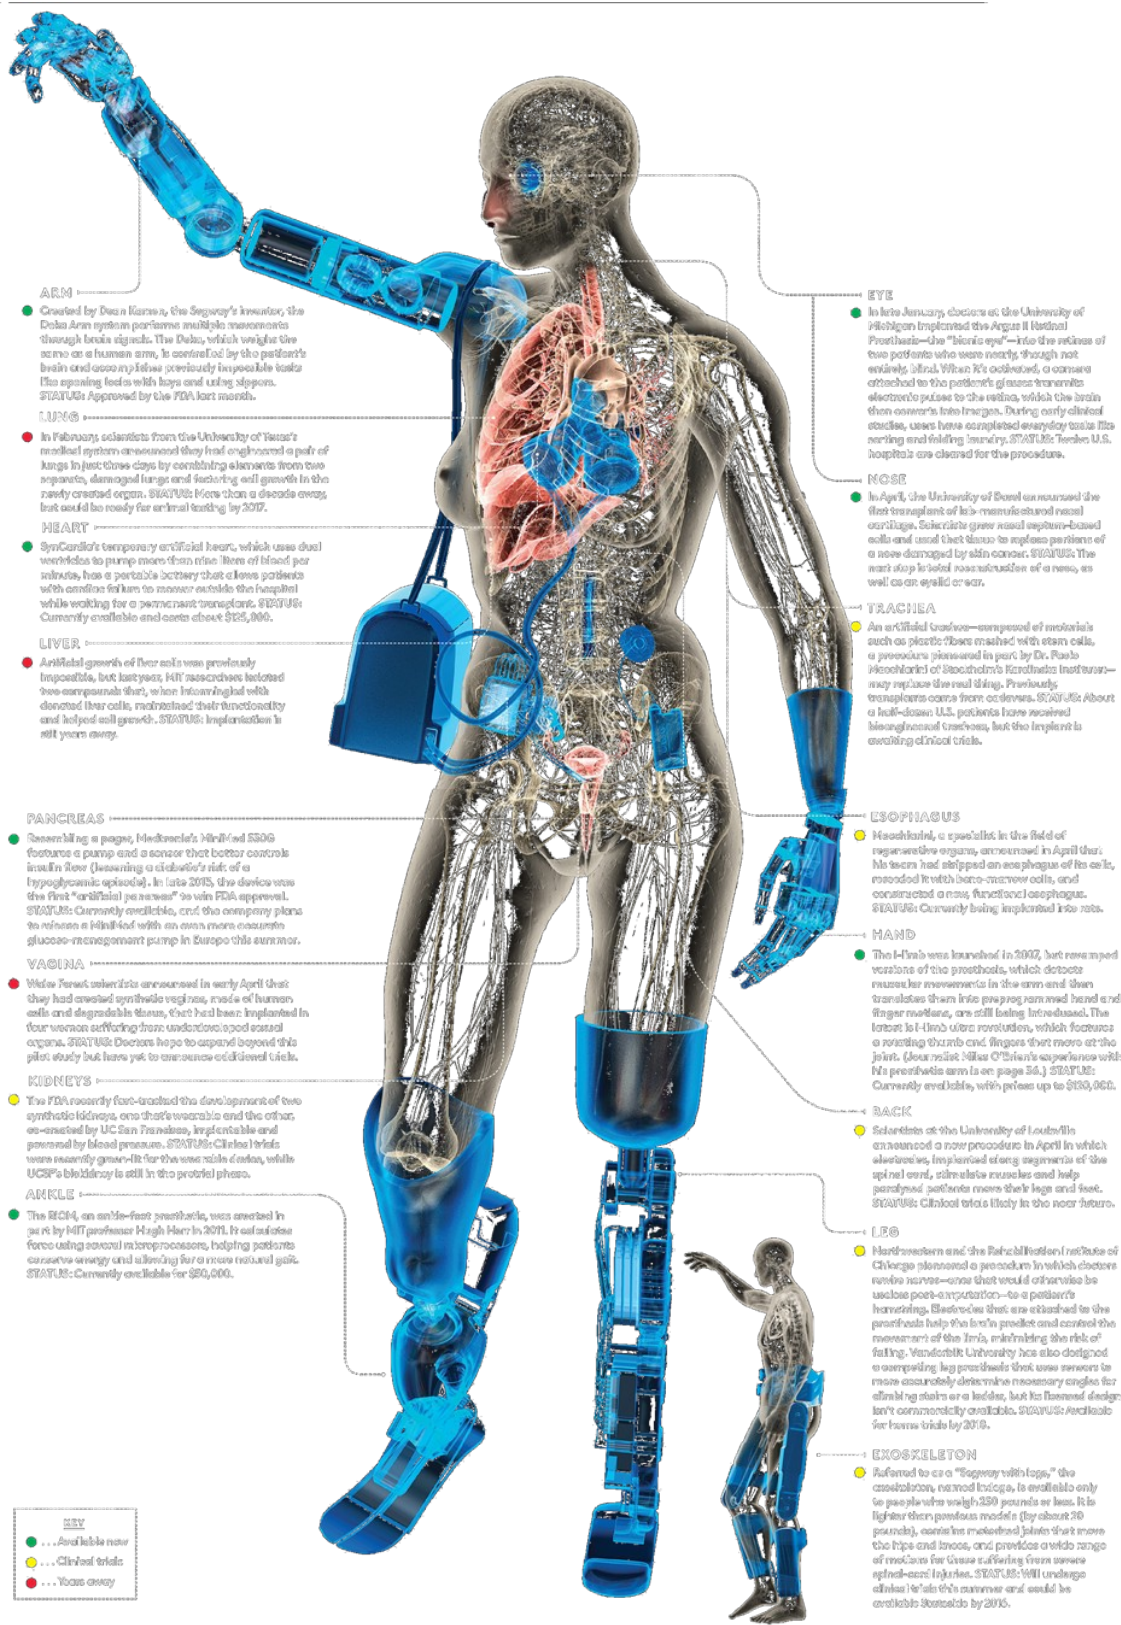 ARM
Created by Dean Kamen, the Segway's inventor, the
Deka Arm system performs multiple movements
through brain signals. The Deka, which weighs the
same as a human arm, is controlled by the patient's
brain and accomplishes previously impossible tasks
like opening locks with keys and using zippers.
STATUS: Approved by the FDA last month.
LUNG
In February, scientists from the University of Texas's
medical system announced they had engineered a pair of
lungs in just three days by combining elements from two
separate, damaged lungs and fostering cell growth in the
newly created organ. STATUS: More than a decade away,
but could be ready for animal testing by 2017.
HEART
SynCardia's temporary artificial heart, which uses dual
ventricles to pump more than nine liters of blood per
minute, has a portable battery that allows patients
with cardiac failure to recover outside the hospital
while waiting for a permanent transplant. STATUS:
Currently available and costs about $125,000.
LIVER
Artificial growth of liver cells was previously
impossible, but last year, MIT researchers isolated
two compounds that, when intermingled with
donated liver cells, maintained their functionality
and helped cell growth. STATUS: Implantation is
still years away.
PANCREAS
Resembling a pager, Medtronic's MiniMed 530G
features a pump and a sensor that better controls
insulin flow (lessening a diabetic's risk of a
hypoglycemic episode). In late 2013, the device was
the first "artificial pancreas" to win FDA approval.
STATUS: Currently available, and the company plans
to release a MiniMed with an even more accurate
glucose-management pump in Europe this summer.
VAGINA
Wake Forest scientists announced in early April that
they had created synthetic vaginas, made of human
cells and degradable tissue, that had been implanted in
four women suffering from underdeveloped sexual
organs. STATUS: Doctors hope to expand beyond this
pilot study but have yet to announce additional trials.
KIDNEYS
The FDA recently fast-tracked the development of two
synthetic kidneys, one that's wearable and the other,
co-created by UC San Francisco, implantable and
powered by blood pressure. STATUS: Clinical trials
were recently green-lit for the wearable device, while
UCSF's biokidney is still in the pretrial phase.
ANKLE
The BiOM, an ankle-foot prosthetic, was created in
part by MIT professor Hugh Herr in 2011. It calculates
force using several microprocessors, helping patients
conserve energy and allowing for a more natural gait.
STATUS: Currently available for $50,000.
KEY
...Available now
...Clinical trials
...Years away
EYE
In late January, doctors at the University of
Michigan implanted the Argus II Retinal
Prosthesis—the "bionic eye"—into the retinas of
two patients who were nearly, though not
entirely, blind. When it's activated, a camera
attached to the patient's glasses transmits
electronic pulses to the retina, which the brain
then converts into images. During early clinical
studies, users have completed everyday tasks like
sorting and folding laundry. STATUS: Twelve U.S.
hospitals are cleared for the procedure.
NOSE
In April, the University of Basel announced the
first transplant of lab-manufactured nasal
cartilage. Scientists grew nasal septum-based
cells and used that tissue to replace portions of
a nose damaged by skin cancer. STATUS: The
next step is total reconstruction of a nose, as
well as an eyelid or ear.
TRACHEA
An artificial trachea—composed of materials
such as plastic fibers meshed with stem cells,
a procedure pioneered in part by Dr. Paolo
Macchiarini of Stockholm's Karolinska Institute—
may replace the real thing. Previously,
transplants came from cadavers. STATUS: About
a half-dozen U.S. patients have received
bioengineered tracheas, but the implant is
awaiting clinical trials.
ESOPHAGUS
Macchiarini, a specialist in the field of
regenerative organs, announced in April that
his team had stripped an esophagus of its cells,
reseeded it with bone-marrow cells, and
constructed a new, functional esophagus.
STATUS: Currently being implanted into rats.
HAND
The i-limb was launched in 2007, but revamped
versions of the prosthesis, which detects
muscular movements in the arm and then
translates them into preprogrammed hand and
finger motions, are still being introduced. The
latest is i-limb ultra revolution, which features
a rotating thumb and fingers that move at the
joint. (Journalist Miles O'Brien's experience with
his prosthetic arm is on page 36.) STATUS:
Currently available, with prices up to $120,000.
BACK
Scientists at the University of Louisville
announced a new procedure in April in which
electrodes, implanted along segments of the
spinal cord, stimulate muscles and help
paralyzed patients move their legs and feet.
STATUS: Clinical trials likely in the near future.
LEG
Northwestern and the Rehabilitation Institute of
Chicago pioneered a procedure in which doctors
rewire nerves—ones that would otherwise be
useless post-amputation—to a patient's
hamstring. Electrodes that are attached to the
prosthesis help the brain predict and control the
movement of the limb, minimizing the risk of
falling. Vanderbilt University has also designed
a competing leg prosthesis that uses sensors to
more accurately determine necessary angles for
climbing stairs or a ladder, but its licensed design
isn't commercially available. STATUS: Available
for home trials by 2018.
EXOSKELETON
Referred to as a "Segway with legs," the
exoskeleton, named Indego, is available only
to people who weigh 250 pounds or less. It is
lighter than previous models (by about 20
pounds), contains motorized joints that move
the hips and knees, and provides a wide range
of motions for those suffering from severe
spinal-cord injuries. STATUS: Will undergo
clinical trials this summer and could be
available Stateside by 2016.